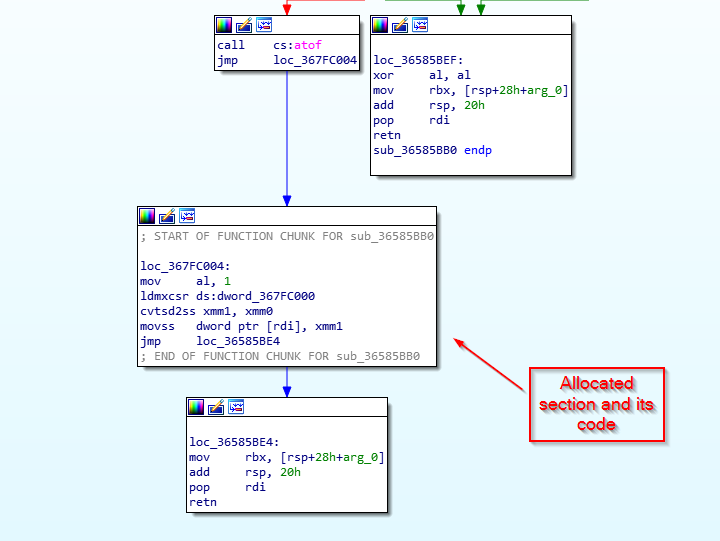 call    cs:atof
jmp     loc_367FC004
loc_36585BEF:
xor     al, al
mov     rbx, [rsp+28h+arg_0]
add     rsp, 20h
pop     rdi
retn
sub_36585BB0 endp
; START OF FUNCTION CHUNK FOR sub_36585BB0
loc_367FC004:
mov     al, 1
ldmxcsr ds:dword_367FC000
cvtsd2ss xmm1, xmm0
movss   dword ptr [rdi], xmm1
jmp     loc_36585BE4
; END OF FUNCTION CHUNK FOR sub_36585BB0
Allocated
section and its
code
loc_36585BE4:
mov     rbx, [rsp+28h+arg_0]
add     rsp, 20h
pop     rdi
retn